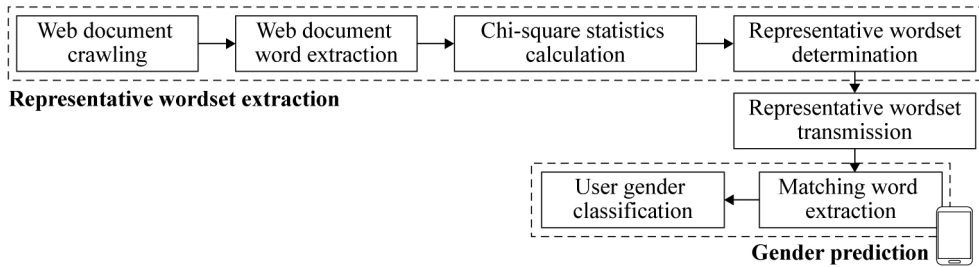 Web document
crawling
Web document
word extraction
Chi-square statistics
calculation
Representative wordset
determination
Representative wordset extraction
Representative wordset
transmission
User gender
classification
Matching word
extraction
Gender prediction